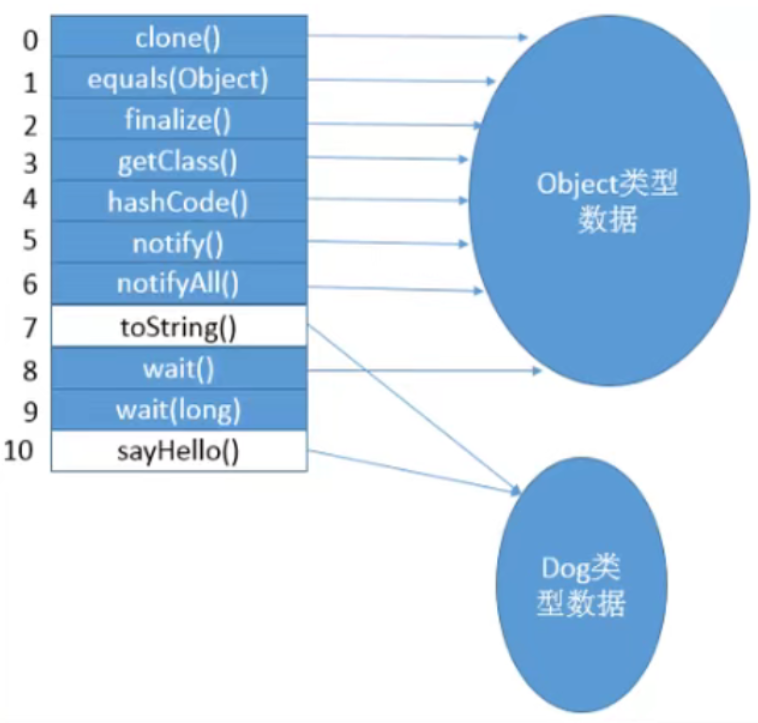 0 clone()
1 equals(Object)
2 finalize()
3 getClass()
4 hashCode()
5 notify()
6 notifyAll()
7 toString()
8 wait()
9 wait(long)
10 sayHello()
Object类型
数据
Dog类
型数据